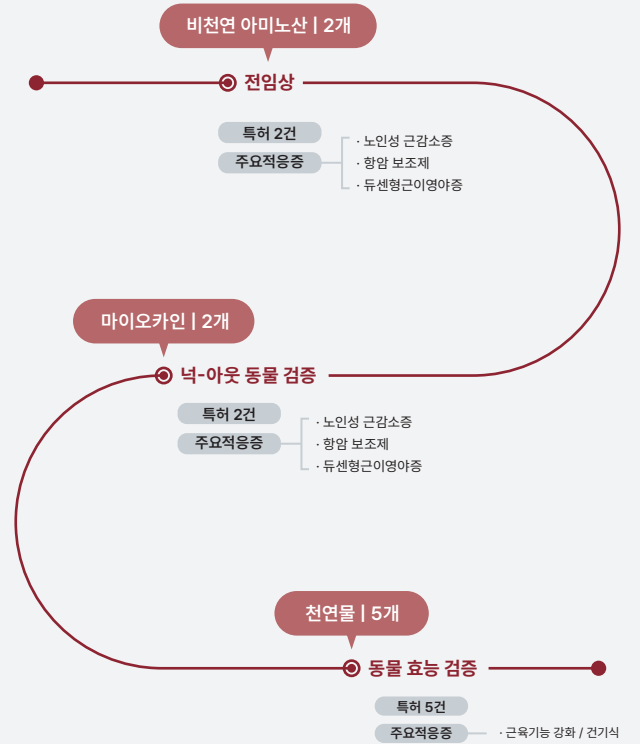 비천연 아미노산 | 2개
전임상
특허 2건
주요적응증
· 노인성 근감소증
· 항암 보조제
· 듀센형근이영야증
마이오카인 | 2개
넉-아웃 동물 검증
특허 2건
주요적응증
· 노인성 근감소증
· 항암 보조제
· 듀센형근이영야증
천연물 | 5개
동물 효능 검증
특허 5건
주요적응증
· 근육기능 강화 / 건기식